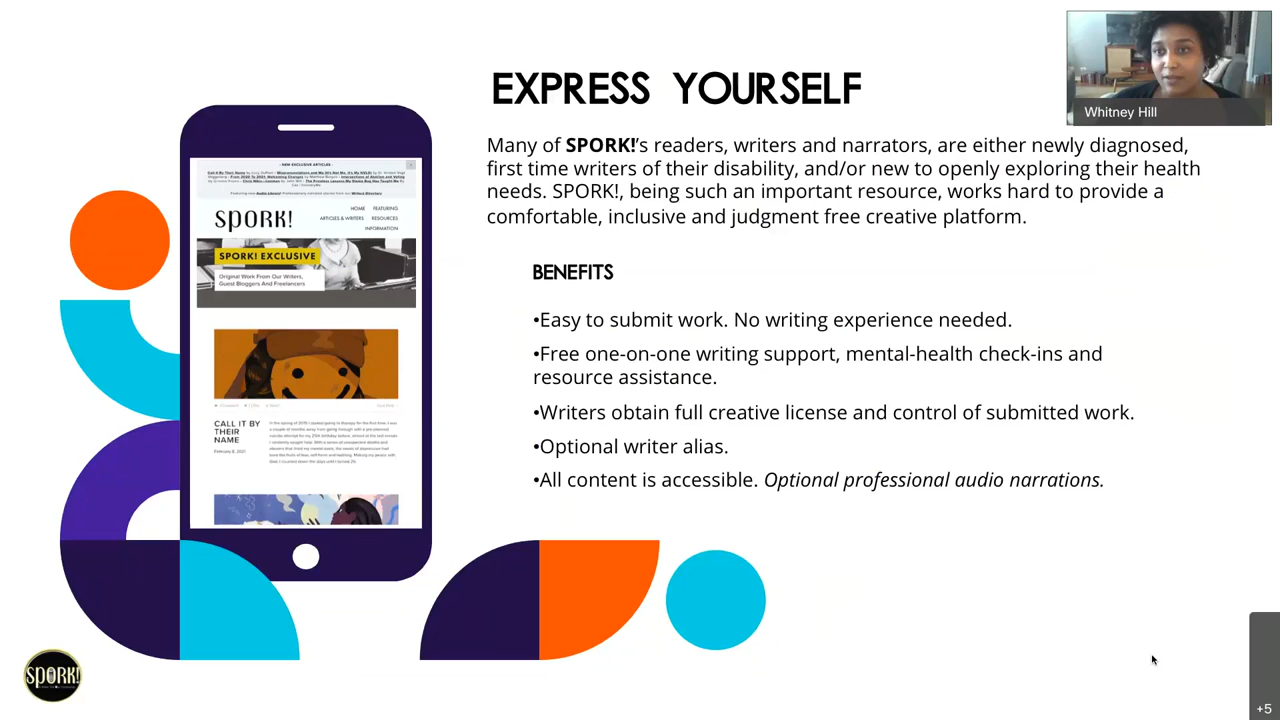 EXPRESS YOURSELF
Whitney Hill
Many of SPORK!'s readers, writers and narrators, are either newly diagnosed,
first time writers of their disability, and/or new to openly exploring their health
needs. SPORK!, being such an important resource, works hard to provide a
comfortable, inclusive and judgment free creative platform.
BENEFITS
•Easy to submit work. No writing experience needed.
•Free one-on-one writing support, mental-health check-ins and
resource assistance.
•Writers obtain full creative license and control of submitted work.
•Optional writer alias.
•All content is accessible. Optional professional audio narrations.
- NEW EXCLUSIVE ARTICLES -
spork!
HOME FEATURING
ARTICLES & WRITERS RESOURCES
INFORMATION
SPORK! EXCLUSIVE
Original Work From Our Writers,
Guest Bloggers And Freelancers
CALL IT BY
THEIR
NAME
February 8, 2021
SPORK!
+5